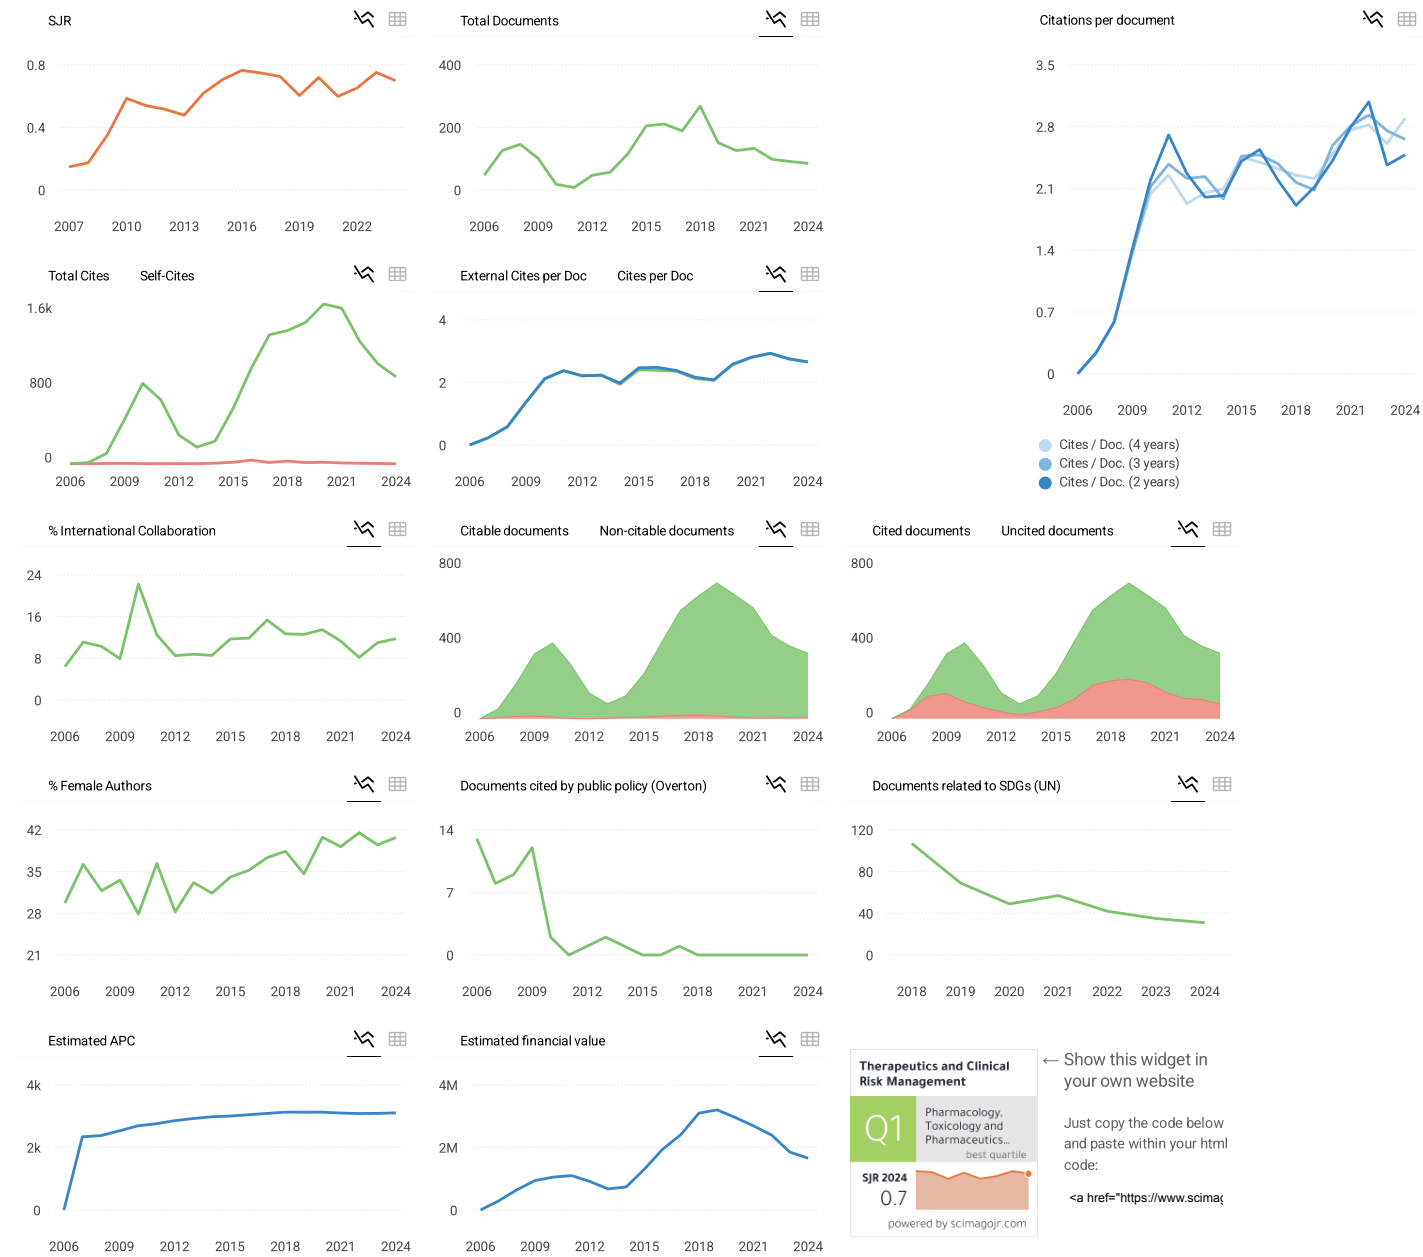 SJR
0.8
0.4
0
2007 2010 2013 2016 2019 2022
Total Documents
400
200
0
2006 2009 2012 2015 2018 2021 2024
Citations per document
3.5
2.8
2.1
1.4
0.7
0
2006 2009 2012 2015 2018 2021 2024
Cites / Doc. (4 years)
Cites / Doc. (3 years)
Cites / Doc. (2 years)
Total Cites Self-Cites
1.6k
800
0
2006 2009 2012 2015 2018 2021 2024
External Cites per Doc Cites per Doc
4
2
0
2006 2009 2012 2015 2018 2021 2024
% International Collaboration
24
16
8
0
2006 2009 2012 2015 2018 2021 2024
Citable documents Non-citable documents
800
400
0
2006 2009 2012 2015 2018 2021 2024
Cited documents Uncited documents
800
400
0
2006 2009 2012 2015 2018 2021 2024
% Female Authors
42
35
28
21
2006 2009 2012 2015 2018 2021 2024
Documents cited by public policy (Overton)
14
7
0
2006 2009 2012 2015 2018 2021 2024
Documents related to SDGs (UN)
120
80
40
0
2018 2019 2020 2021 2022 2023 2024
Estimated APC
4k
2k
0
2006 2009 2012 2015 2018 2021 2024
Estimated financial value
4M
2M
0
2006 2009 2012 2015 2018 2021 2024
Therapeutics and Clinical
Risk Management
Q1
Pharmacology,
Toxicology and
Pharmaceutics...
best quartile
SJR 2024
0.7
powered by scimagojr.com
← Show this widget in
your own website
Just copy the code below
and paste within your html
code:
<a href="https://www.scimag